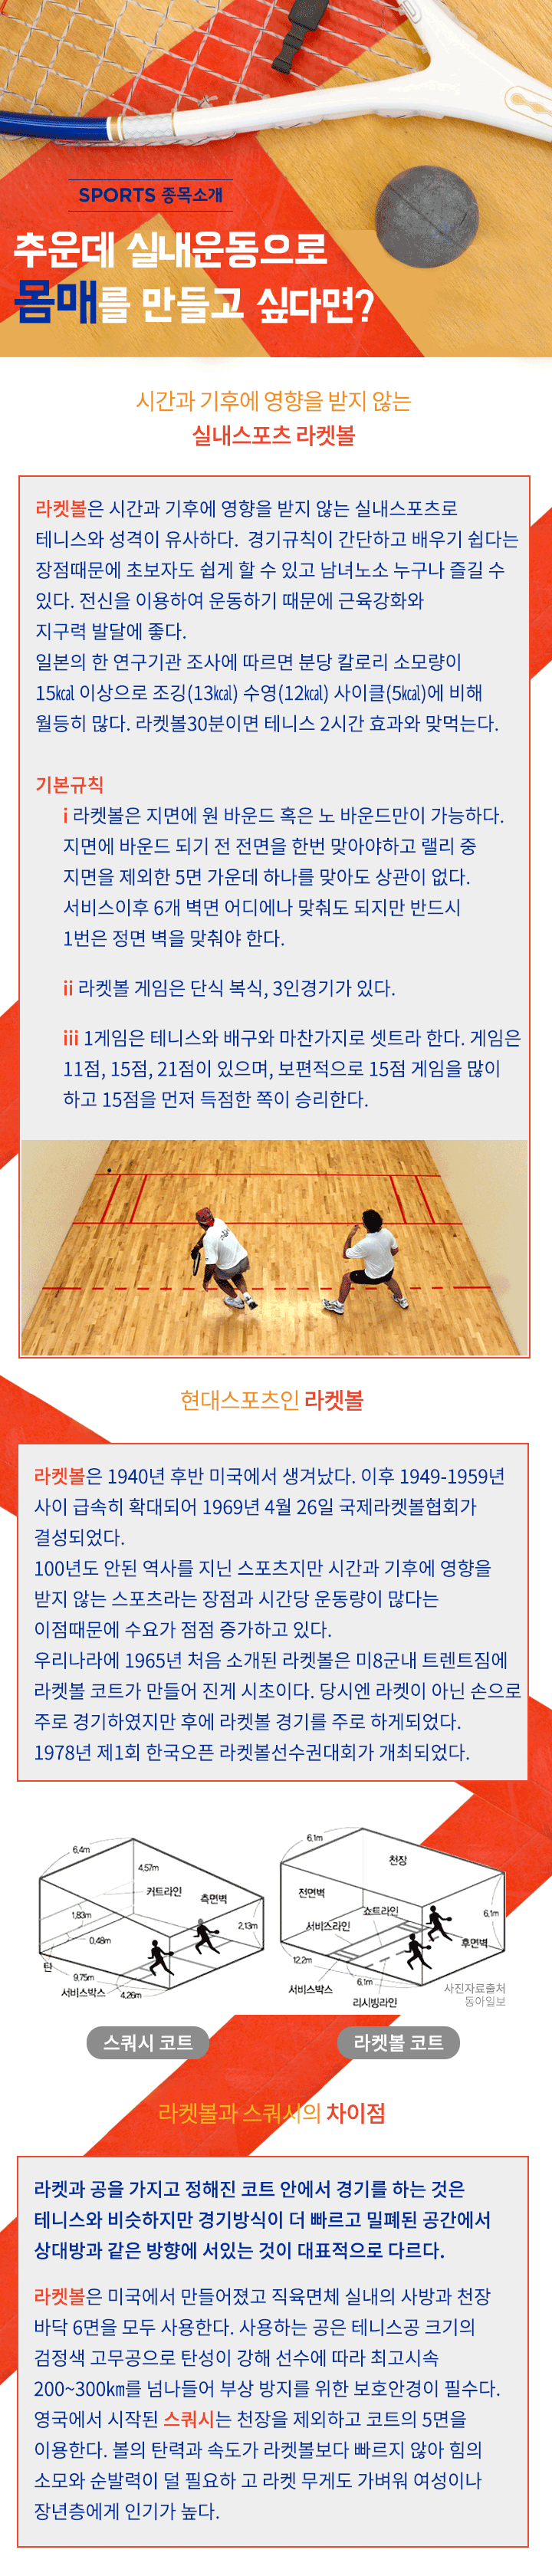 SPORTS 종목소개
추운데 실내운동으로
몸매를 만들고 싶다면?
시간과 기후에 영향을 받지 않는
실내스포츠 라켓볼
라켓볼은 시간과 기후에 영향을 받지 않는 실내스포츠로
테니스와 성격이 유사하다. 경기규칙이 간단하고 배우기 쉽다는
장점때문에 초보자도 쉽게 할 수 있고 남녀노소 누구나 즐길 수
있다. 전신을 이용하여 운동하기 때문에 근육강화와
지구력 발달에 좋다.
일본의 한 연구기관 조사에 따르면 분당 칼로리 소모량이
15㎉ 이상으로 조깅(13㎉) 수영(12㎉) 사이클(5㎉)에 비해
월등히 많다. 라켓볼30분이면 테니스 2시간 효과와 맞먹는다.
기본규칙
i 라켓볼은 지면에 원 바운드 혹은 노 바운드만이 가능하다.
지면에 바운드 되기 전 전면을 한번 맞아야하고 랠리 중
지면을 제외한 5면 가운데 하나를 맞아도 상관이 없다.
서비스이후 6개 벽면 어디에나 맞춰도 되지만 반드시
1번은 정면 벽을 맞춰야 한다.
ii 라켓볼 게임은 단식 복식, 3인경기가 있다.
iii 1게임은 테니스와 배구와 마찬가지로 셋트라 한다. 게임은
11점, 15점, 21점이 있으며, 보편적으로 15점 게임을 많이
하고 15점을 먼저 득점한 쪽이 승리한다.
현대스포츠인 라켓볼
라켓볼은 1940년 후반 미국에서 생겨났다. 이후 1949-1959년
사이 급속히 확대되어 1969년 4월 26일 국제라켓볼협회가
결성되었다.
100년도 안된 역사를 지닌 스포츠지만 시간과 기후에 영향을
받지 않는 스포츠라는 장점과 시간당 운동량이 많다는
이점때문에 수요가 점점 증가하고 있다.
우리나라에 1965년 처음 소개된 라켓볼은 미8군내 트렌트짐에
라켓볼 코트가 만들어 진게 시초이다. 당시엔 라켓이 아닌 손으로
주로 경기하였지만 후에 라켓볼 경기를 주로 하게되었다.
1978년 제1회 한국오픈 라켓볼선수권대회가 개최되었다.
6.4m
4.57m
커트라인
측면벽
1.83m
2.13m
0.48m
틴
9.75m
서비스박스
4.26m
스쿼시 코트
6.1m
천장
전면벽
쇼트라인
6.1m
서비스라인
후면벽
12.2m
6.1m
서비스박스
리시빙라인
사진자료출처
동아일보
라켓볼 코트
라켓볼과 스쿼시의 차이점
라켓과 공을 가지고 정해진 코트 안에서 경기를 하는 것은
테니스와 비슷하지만 경기방식이 더 빠르고 밀폐된 공간에서
상대방과 같은 방향에 서있는 것이 대표적으로 다르다.
라켓볼은 미국에서 만들어졌고 직육면체 실내의 사방과 천장
바닥 6면을 모두 사용한다. 사용하는 공은 테니스공 크기의
검정색 고무공으로 탄성이 강해 선수에 따라 최고시속
200~300㎞를 넘나들어 부상 방지를 위한 보호안경이 필수다.
영국에서 시작된 스쿼시는 천장을 제외하고 코트의 5면을
이용한다. 볼의 탄력과 속도가 라켓볼보다 빠르지 않아 힘의
소모와 순발력이 덜 필요하 고 라켓 무게도 가벼워 여성이나
장년층에게 인기가 높다.